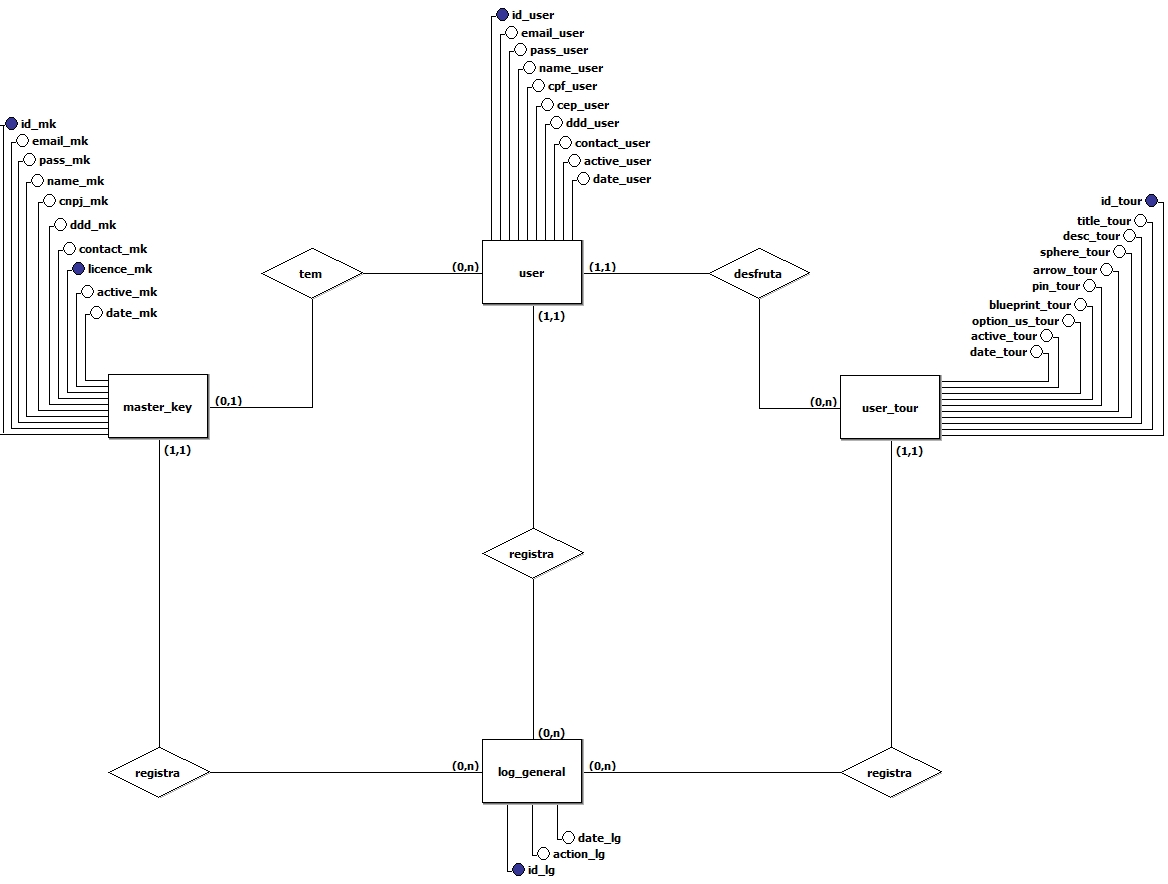 id_user
email_user
pass_user
name_user
cpf_user
cep_user
ddd_user
contact_user
active_user
date_user
id_mk
email_mk
pass_mk
name_mk
cnpj_mk
ddd_mk
contact_mk
licence_mk
active_mk
date_mk
id_tour
title_tour
desc_tour
sphere_tour
arrow_tour
pin_tour
blueprint_tour
option_us_tour
active_tour
date_tour
tem
(0,n)
user
(1,1)
desfruta
(1,1)
master_key
(0,1)
(0,n)
user_tour
(1,1)
(1,1)
registra
(0,n)
registra
(0,n)
log_general
(0,n)
registra
date_lg
action_lg
id_lg